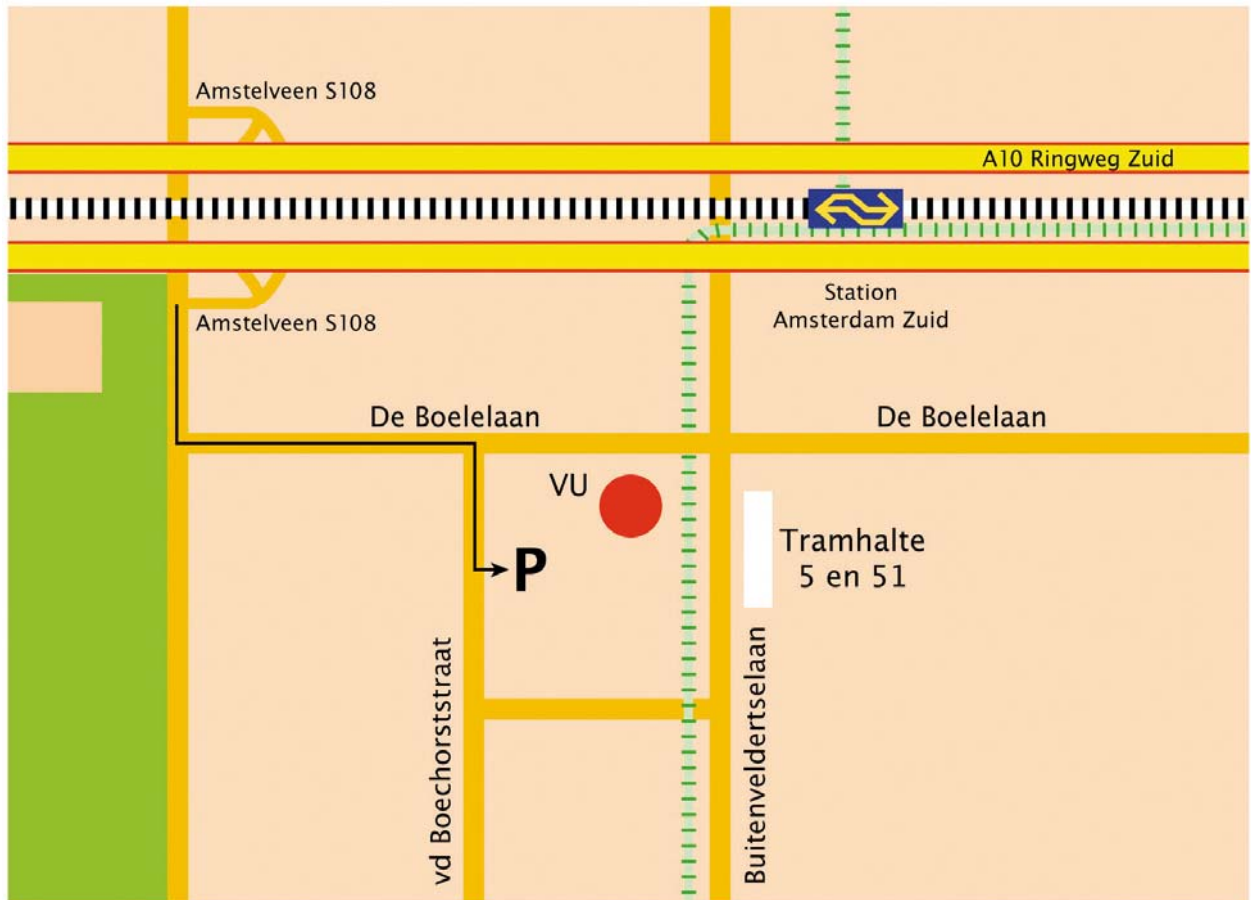 Amstelveen S108
A10 Ringweg Zuid
Station
Amsterdam Zuid
Amstelveen S108
De Boelelaan
De Boelelaan
VU
Tramhalte
5 en 51
P
vd Boechorststraat
Buitenveldertselaan